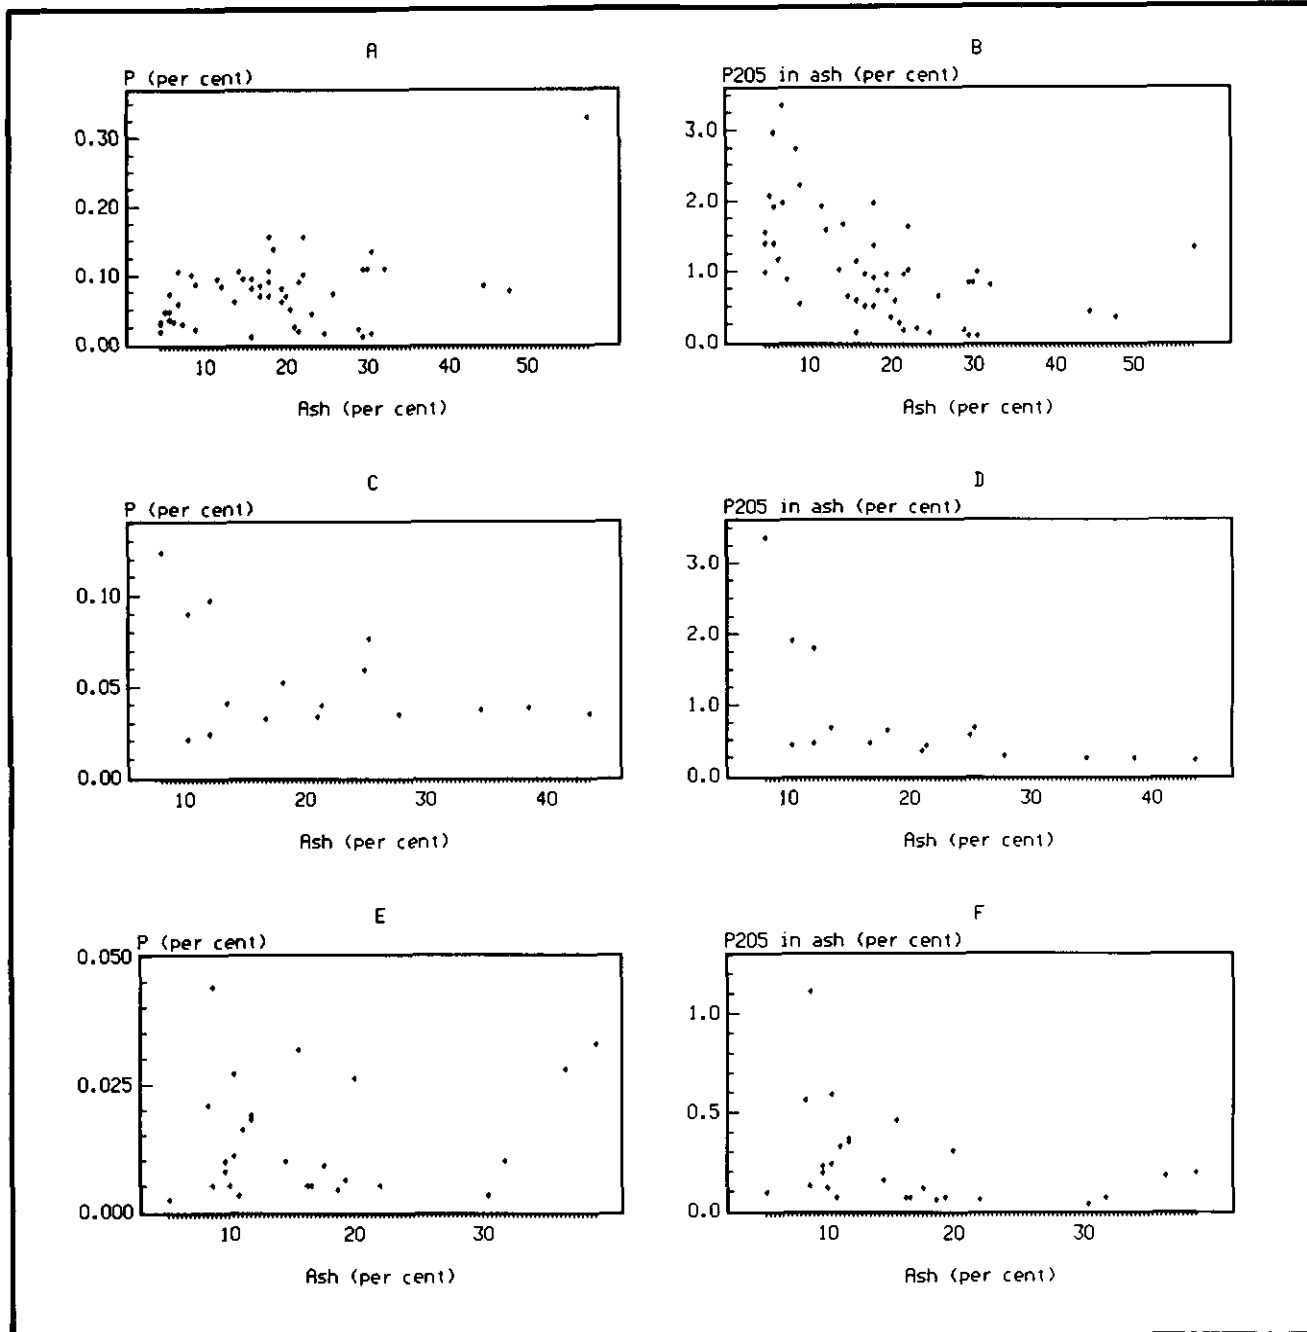 A
P (per cent)
0.30
0.20
0.10
0.00
10 20 30 40 50
Ash (per cent)
B
P205 in ash (per cent)
3.0
2.0
1.0
0.0
10 20 30 40 50
Ash (per cent)
C
P (per cent)
0.10
0.05
0.00
10 20 30 40
Ash (per cent)
D
P205 in ash (per cent)
3.0
2.0
1.0
0.0
10 20 30 40
Ash (per cent)
E
P (per cent)
0.050
0.025
0.000
10 20 30
Ash (per cent)
F
P205 in ash (per cent)
1.0
0.5
0.0
10 20 30
Ash (per cent)